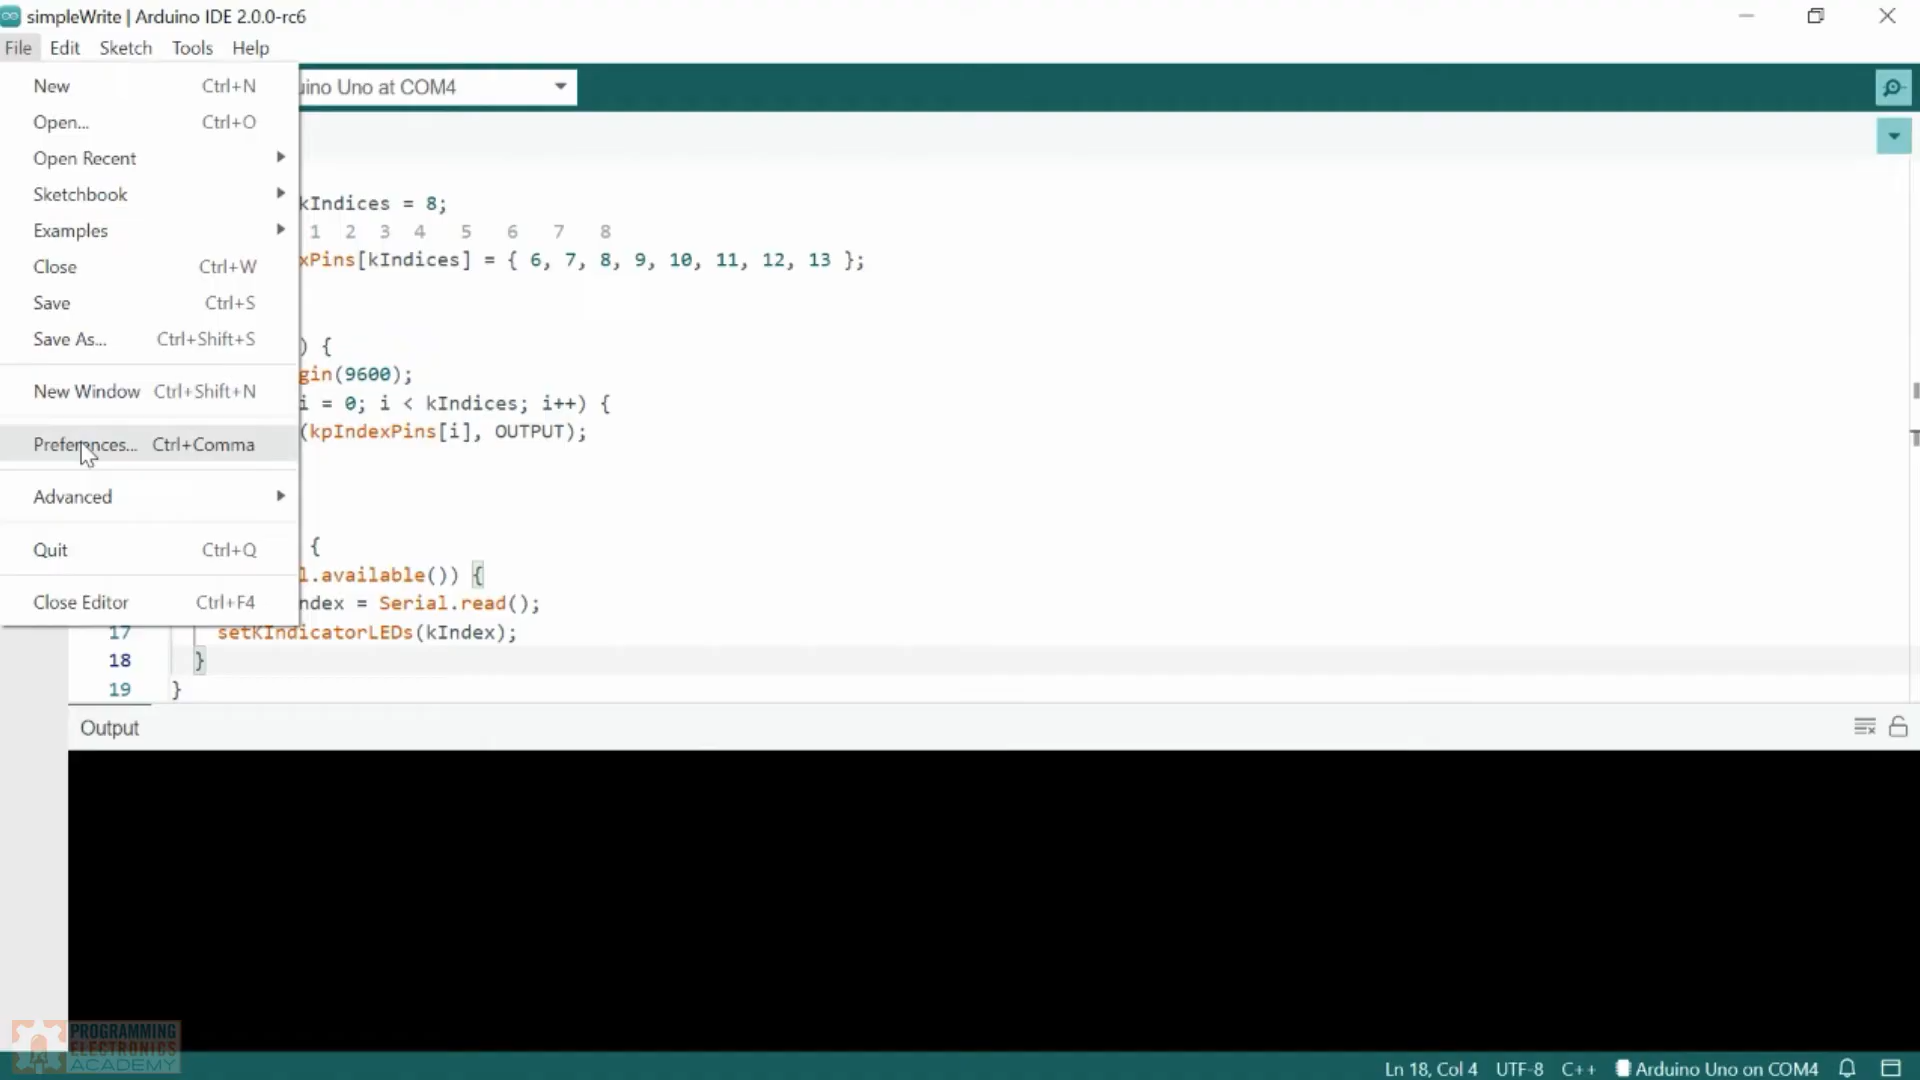 simpleWrite | Arduino IDE 2.0.0-rc6
File Edit Sketch Tools Help
New Ctrl+N
Open... Ctrl+O
Open Recent
Sketchbook
Examples
Close Ctrl+W
Save Ctrl+S
Save As... Ctrl+Shift+S
New Window Ctrl+Shift+N
Preferences... Ctrl+Comma
Advanced
Quit Ctrl+Q
Close Editor Ctrl+F4
uino Uno at COM4
kIndices = 8;
1 2 3 4 5 6 7 8
xPins[kIndices] = { 6, 7, 8, 9, 10, 11, 12, 13 };
) {
gin(9600);
i = 0; i < kIndices; i++) {
(kpIndexPins[i], OUTPUT);
{
l.available()) {
ndex = Serial.read();
17 setKIndicatorLEDs(kIndex);
18 }
19 }
Output
PROGRAMMING
ELECTRONICS
ACADEMY
Ln 18, Col 4 UTF-8 C++ Arduino Uno on COM4